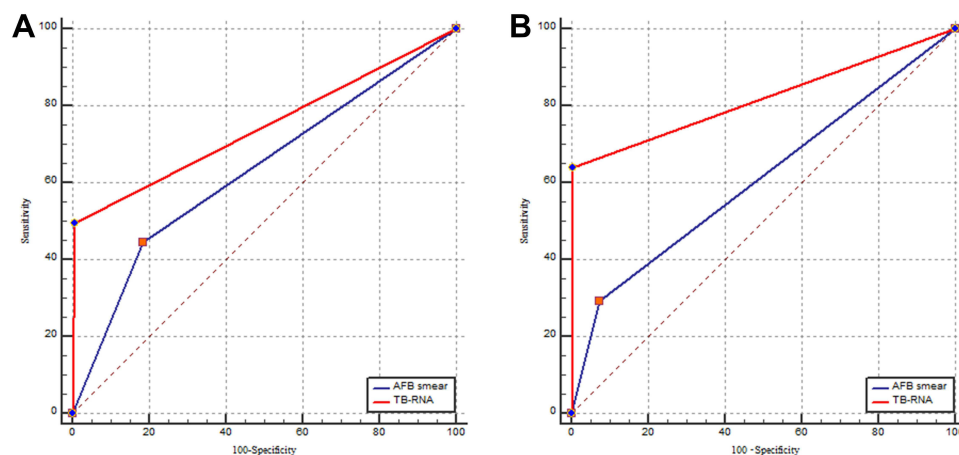 A
100
80
60
40
20
0
Sensitivity
0 20 40 60 80 100
100-Specificity
AFB smear
TB-RNA
B
100
80
60
40
20
0
Sensitivity
0 20 40 60 80 100
100 -Specificity
AFB smear
TB-RNA